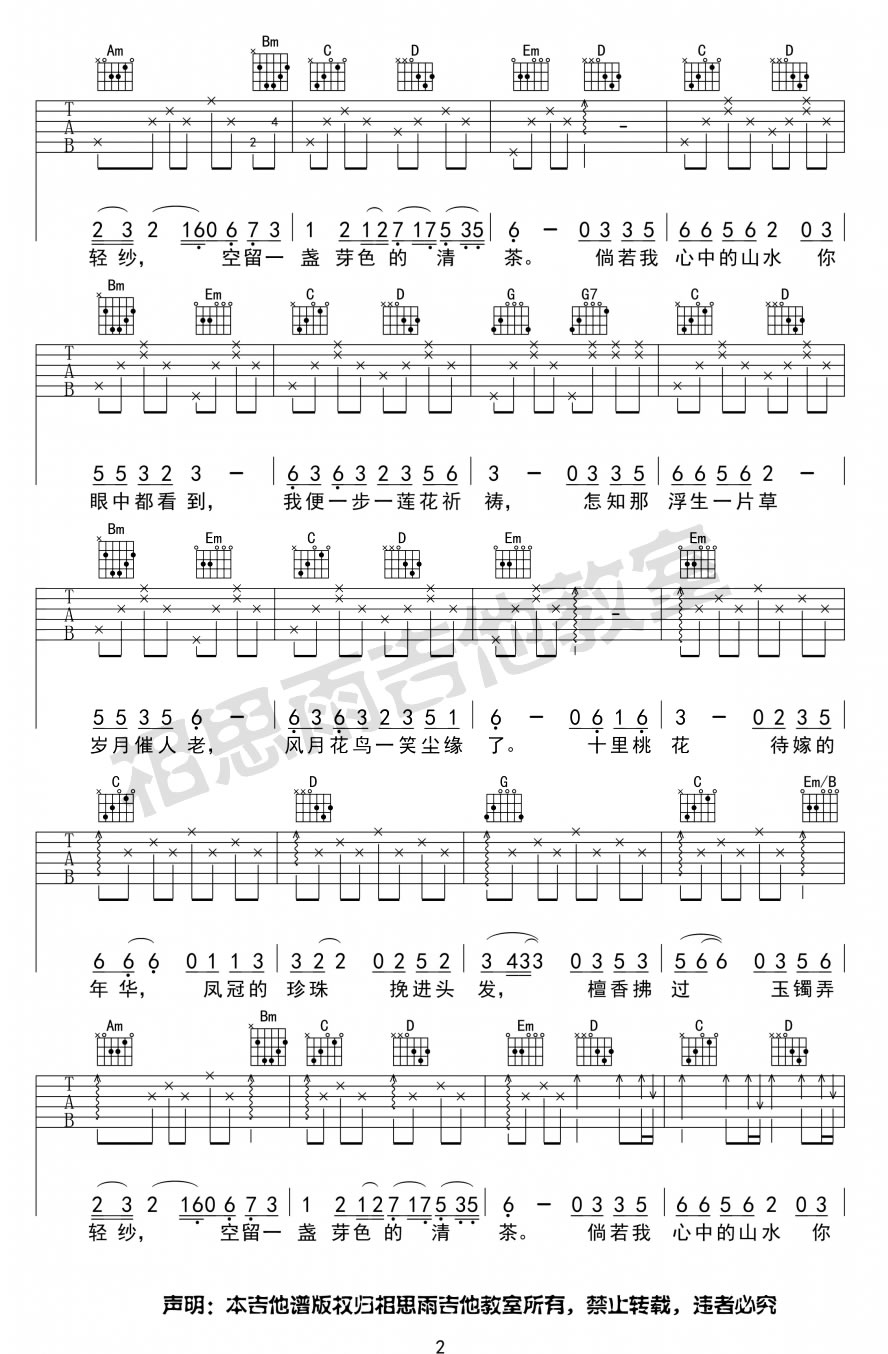 Am Bm C D Em D C D
T A B 2 4 -
2 3 2 1 6 0 6 7 3 | 1 2 1 2 7 1 7 5 3 5 | 6 - 0 3 3 5 | 6 6 5 6 2 0 3
轻纱， 空留一 盏 芽色的 清 茶。 倘若我 心中的山水 你
Bm Em C D G G7 C D
T A B
5 5 3 2 3 - | 6 3 6 3 2 3 5 6 | 3 - 0 3 3 5 | 6 6 5 6 2 -
眼中都看到， 我便一步一莲花祈 祷， 怎知那 浮生一片草
Bm Em C D Em Em
T A B -
5 5 3 5 6 - | 6 3 6 3 2 3 5 1 | 6 - 0 6 1 6 | 3 - 0 2 3 5
岁月催人老， 风月花鸟一笑尘缘 了。 十里桃 花 待嫁的
相思雨吉他教室
C D G C Em/B
T A B
6 6 6 0 1 1 3 | 3 2 2 0 2 5 2 | 3 4 3 3 0 3 5 3 | 5 6 6 0 3 5 6
年华， 凤冠的 珍珠 挽进头 发， 檀香拂 过 玉镯弄
Am Bm C D Em D C D
T A B
2 3 2 1 6 0 6 7 3 | 1 2 1 2 7 1 7 5 3 5 | 6 - 0 3 3 5 | 6 6 5 6 2 0 3
轻纱， 空留一 盏 芽色的 清 茶。 倘若我 心中的山水 你
声明：本吉他谱版权归相思雨吉他教室所有，禁止转载，违者必究
2